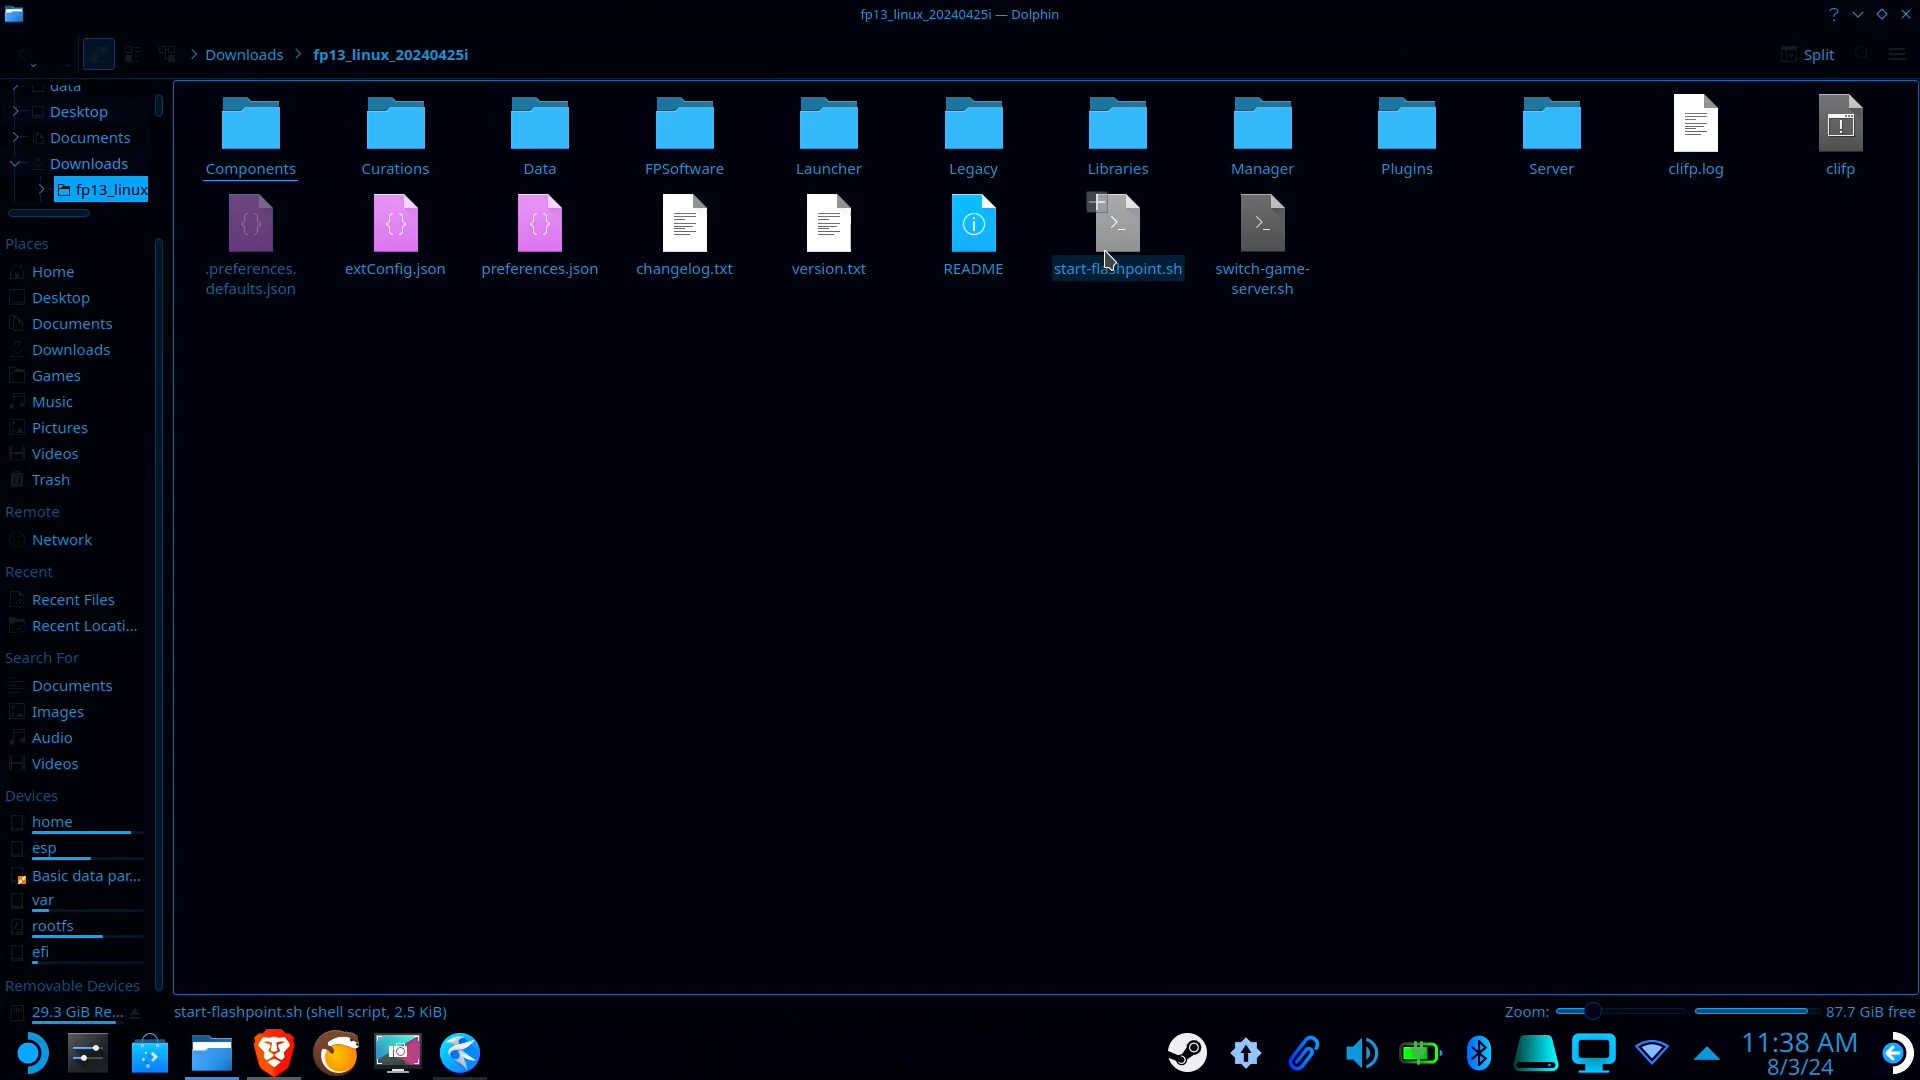 fp13_linux_20240425i — Dolphin
Downloads
fp13_linux_20240425i
Split
data
Desktop
Documents
Downloads
fp13_linux
Places
Home
Desktop
Documents
Downloads
Games
Music
Pictures
Videos
Trash
Remote
Network
Recent
Recent Files
Recent Locati...
Search For
Documents
Images
Audio
Videos
Devices
home
esp
Basic data par...
var
rootfs
efi
Removable Devices
29.3 GiB Re...
Components
Curations
Data
FPSoftware
Launcher
Legacy
Libraries
Manager
Plugins
Server
clifp.log
clifp
.preferences.
defaults.json
extConfig.json
preferences.json
changelog.txt
version.txt
README
start-flashpoint.sh
switch-game-
server.sh
start-flashpoint.sh (shell script, 2.5 KiB)
Zoom:
87.7 GiB free
11:38 AM
8/3/24